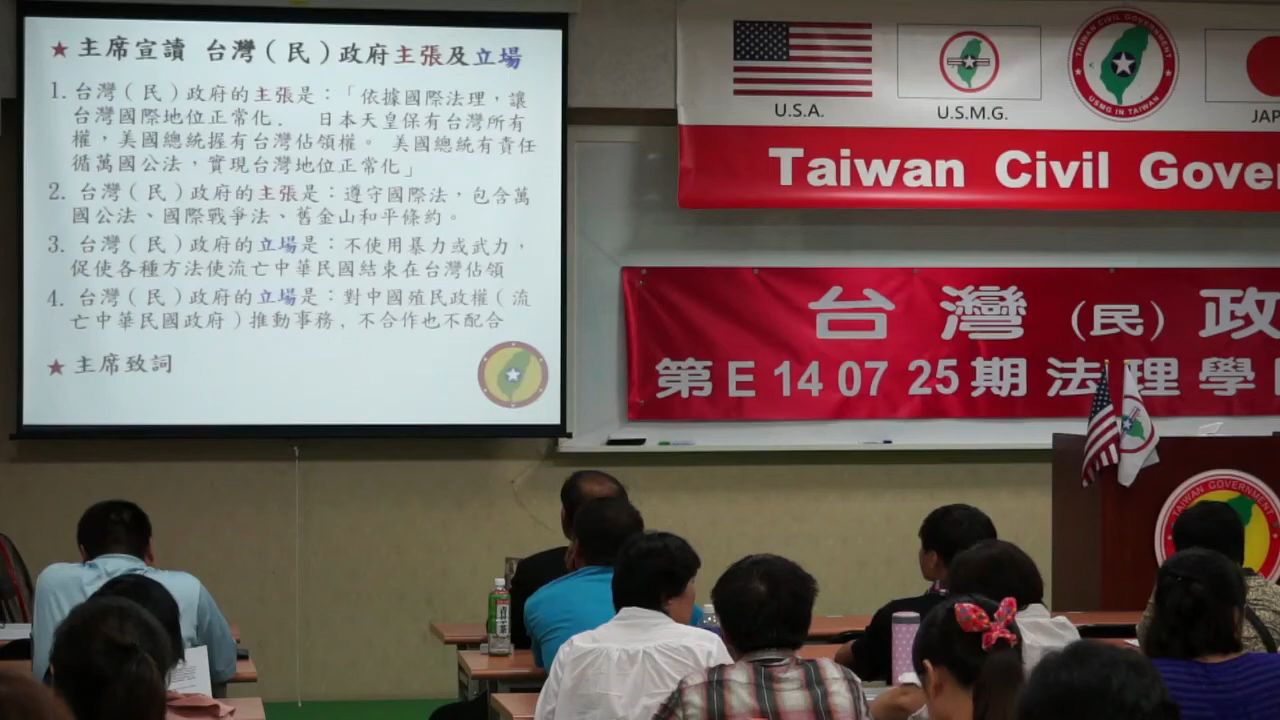 ★ 主席宣讀 台灣(民)政府主張及立場
1. 台灣(民)政府的主張是:「依據國際法理,讓
台灣國際地位正常化. 日本天皇保有台灣所有
權,美國總統握有台灣佔領權。 美國總統有責任
循萬國公法,實現台灣地位正常化」
2. 台灣(民)政府的主張是:遵守國際法,包含萬
國公法、國際戰爭法、舊金山和平條約。
3. 台灣(民)政府的立場是:不使用暴力或武力,
促使各種方法使流亡中華民國結束在台灣佔領
4. 台灣(民)政府的立場是:對中國殖民政權(流
亡中華民國政府)推動事務,不合作也不配合
★ 主席致詞
U.S.A.
U.S.M.G.
TAIWAN CIVIL GOVERNMENT
USMG IN TAIWAN
JAP
Taiwan Civil Gover
台灣(民)政
第E 14 07 25期法理學
TAIWAN GOVERNMENT